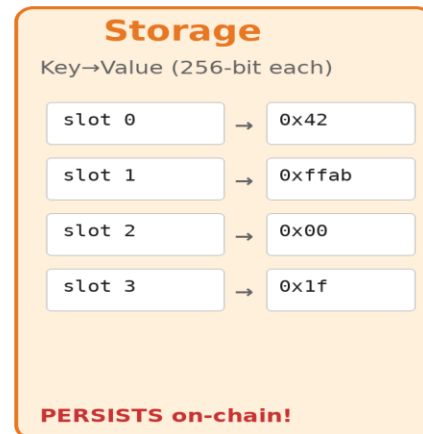 Storage
Key→Value (256-bit each)
slot 0 → 0x42
slot 1 → 0xffab
slot 2 → 0x00
slot 3 → 0x1f
PERSISTS on-chain!